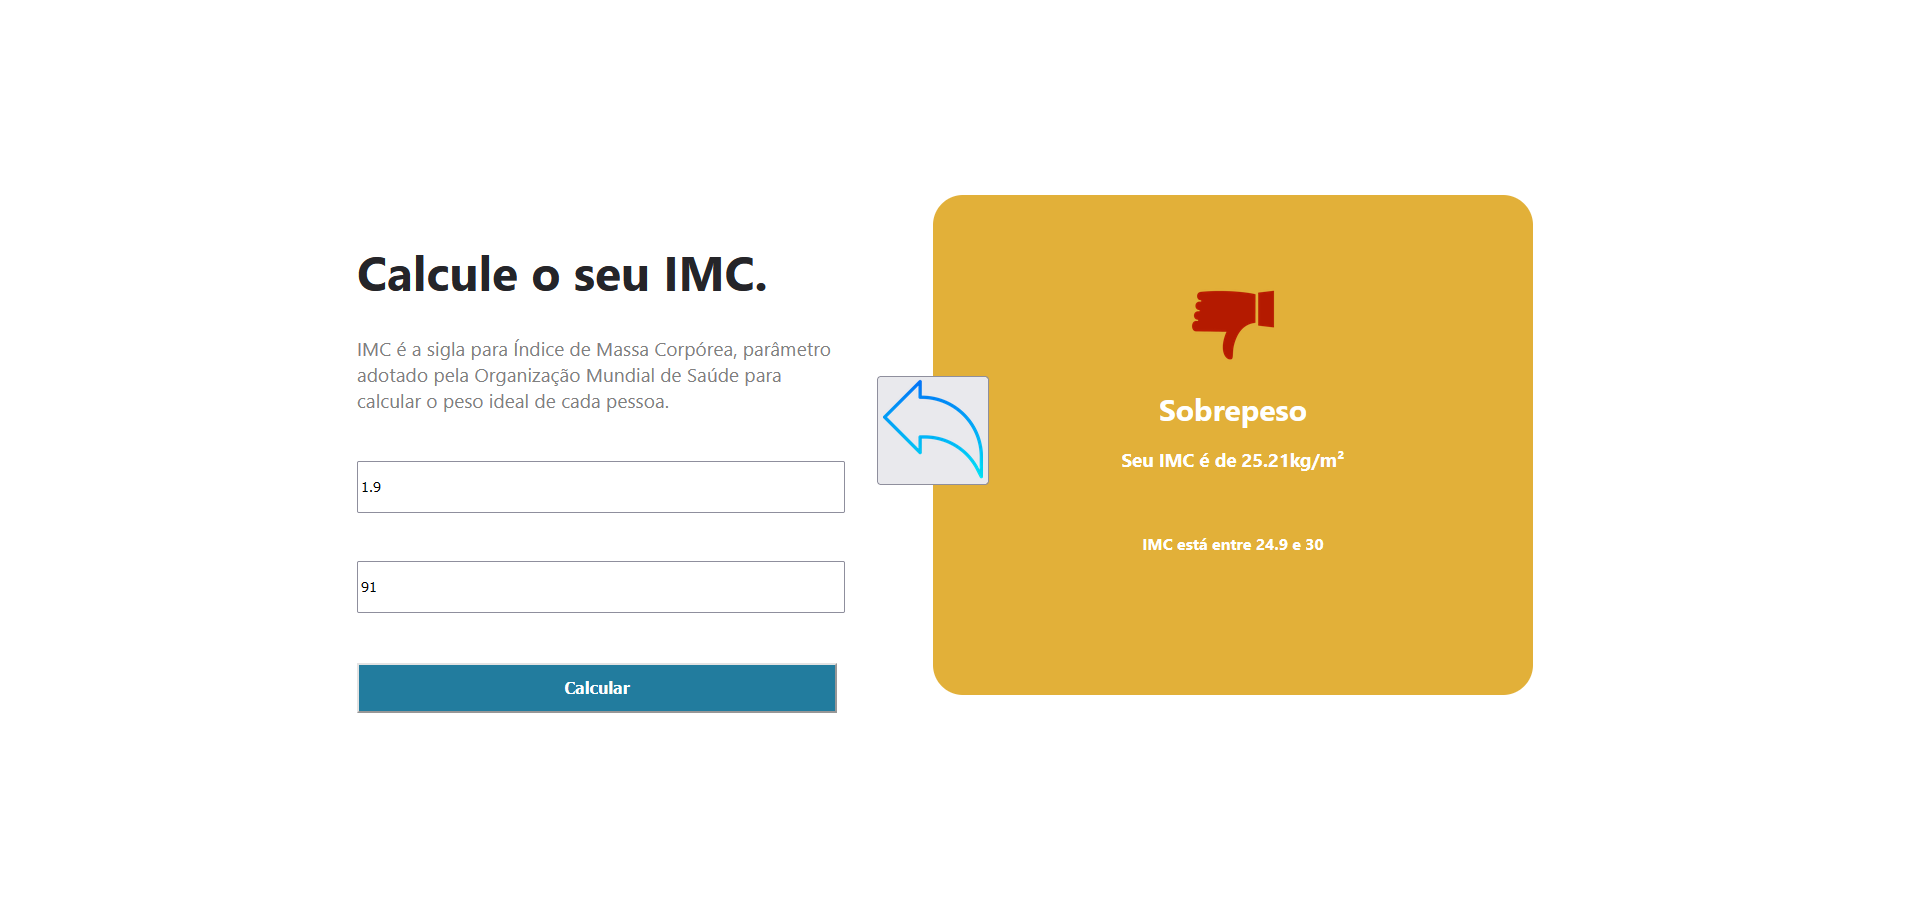 Calcule o seu IMC.
IMC é a sigla para Índice de Massa Corpórea, parâmetro
adotado pela Organização Mundial de Saúde para
calcular o peso ideal de cada pessoa.
1.9
91
Calcular
Sobrepeso
Seu IMC é de 25.21kg/m²
IMC está entre 24.9 e 30